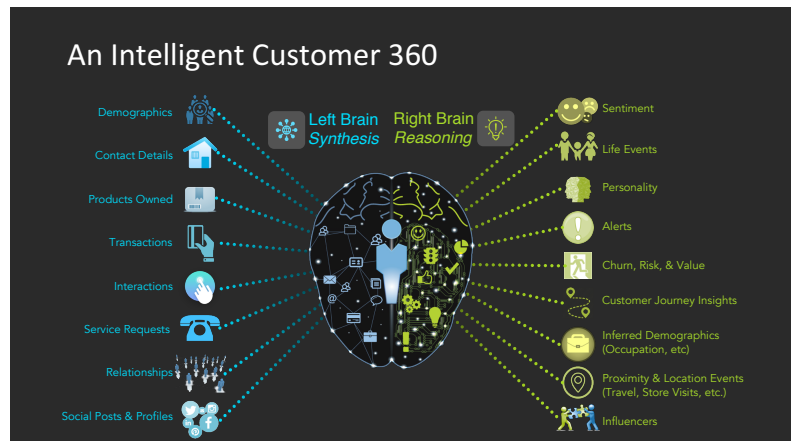 An Intelligent Customer 360
Left Brain
Synthesis
Right Brain
Reasoning
Demographics
Contact Details
Products Owned
Transactions
Interactions
Service Requests
Relationships
Social Posts & Profiles
Sentiment
Life Events
Personality
Alerts
Churn, Risk, & Value
Customer Journey Insights
Inferred Demographics
(Occupation, etc)
Proximity & Location Events
(Travel, Store Visits, etc.)
Influencers